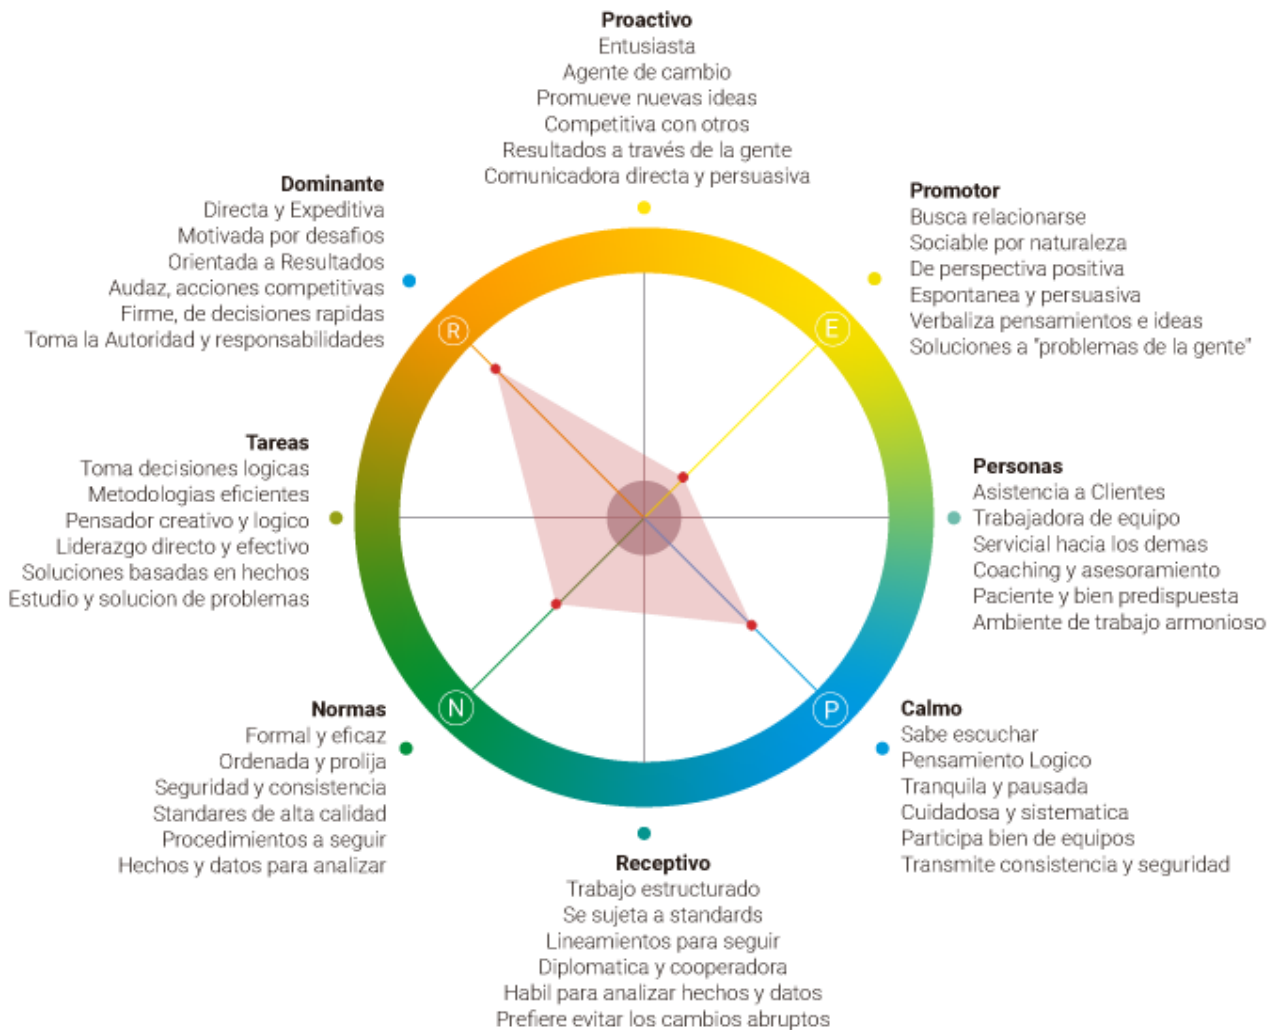 Proactivo
Entusiasta
Agente de cambio
Promueve nuevas ideas
Competitiva con otros
Resultados a través de la gente
Comunicadora directa y persuasiva
Dominante
Directa y Expeditiva
Motivada por desafios
Orientada a Resultados
Audaz, acciones competitivas
Firme, de decisiones rapidas
Toma la Autoridad y responsabilidades
Promotor
Busca relacionarse
Sociable por naturaleza
De perspectiva positiva
Espontanea y persuasiva
Verbaliza pensamientos e ideas
Soluciones a "problemas de la gente"
R
E
Tareas
Toma decisiones logicas
Metodologias eficientes
Pensador creativo y logico
Liderazgo directo y efectivo
Soluciones basadas en hechos
Estudio y solucion de problemas
Personas
Asistencia a Clientes
Trabajadora de equipo
Servicial hacia los demas
Coaching y asesoramiento
Paciente y bien predispuesta
Ambiente de trabajo armonioso
N
P
Normas
Formal y eficaz
Ordenada y prolija
Seguridad y consistencia
Standares de alta calidad
Procedimientos a seguir
Hechos y datos para analizar
Calmo
Sabe escuchar
Pensamiento Logico
Tranquila y pausada
Cuidadosa y sistematica
Participa bien de equipos
Transmite consistencia y seguridad
Receptivo
Trabajo estructurado
Se sujeta a standards
Lineamientos para seguir
Diplomatica y cooperadora
Habil para analizar hechos y datos
Prefiere evitar los cambios abruptos